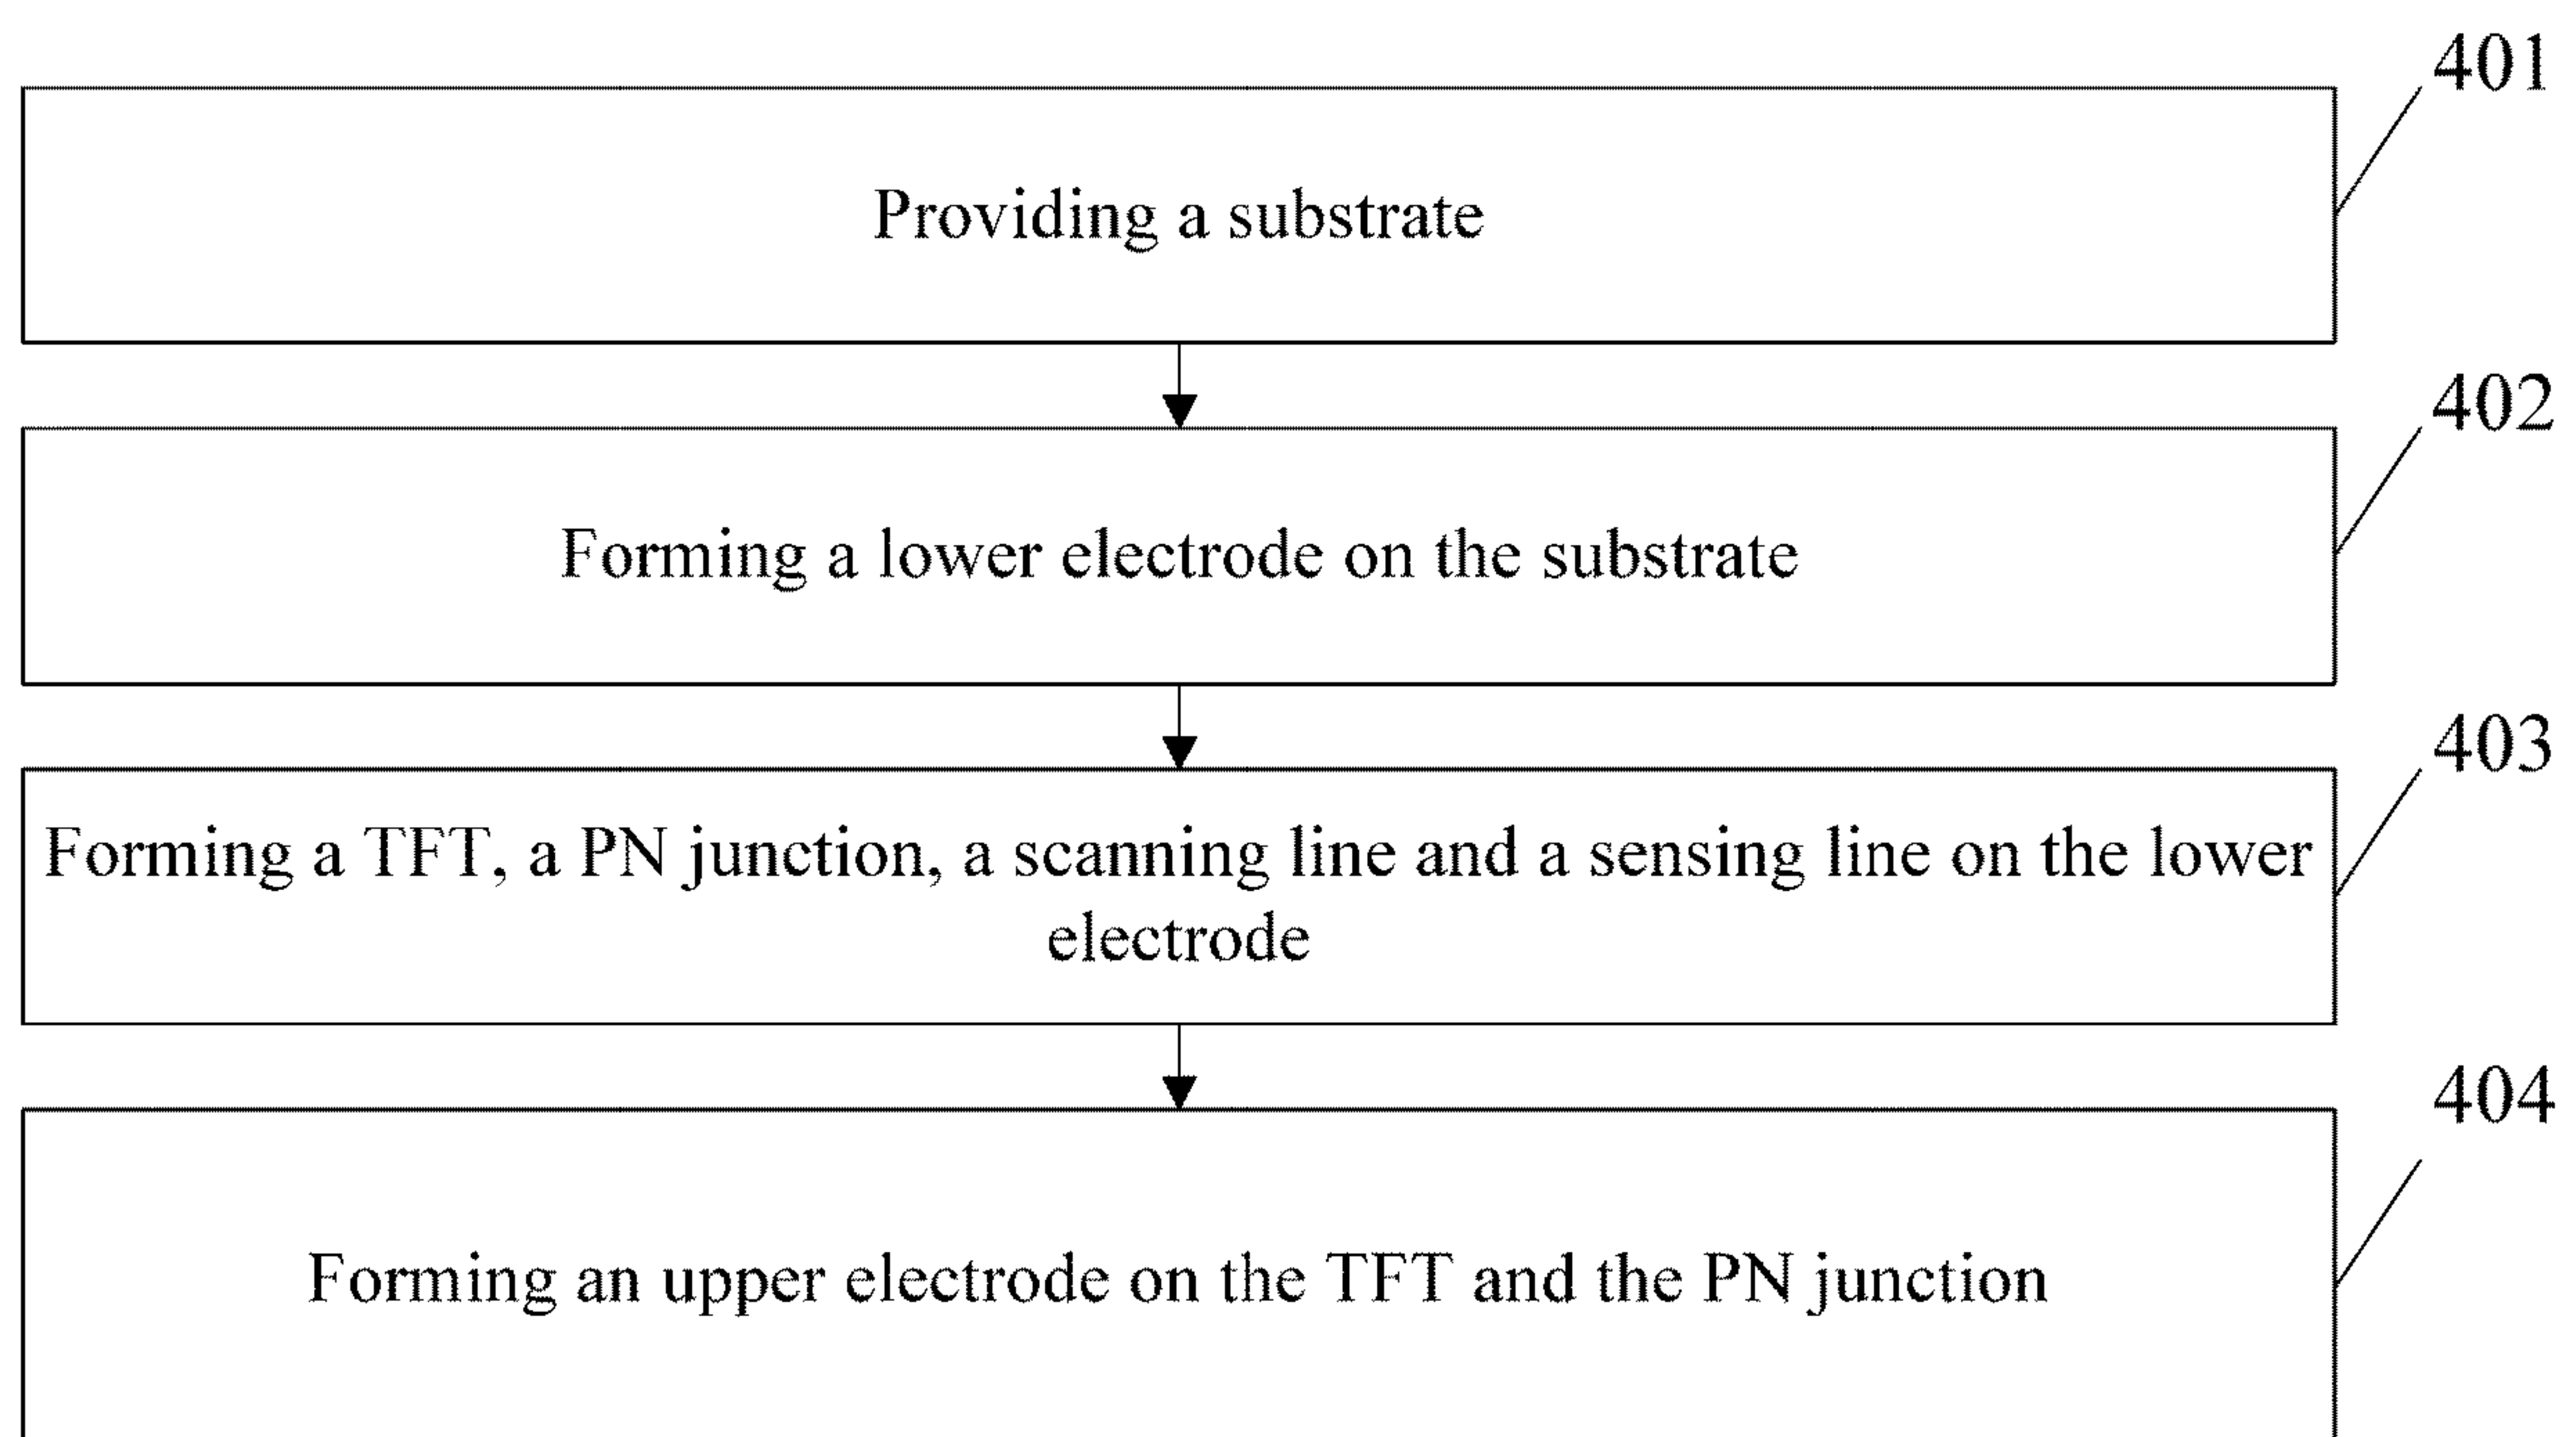 401
Providing a substrate
402
Forming a lower electrode on the substrate
403
Forming a TFT, a PN junction, a scanning line and a sensing line on the lower
electrode
404
Forming an upper electrode on the TFT and the PN junction